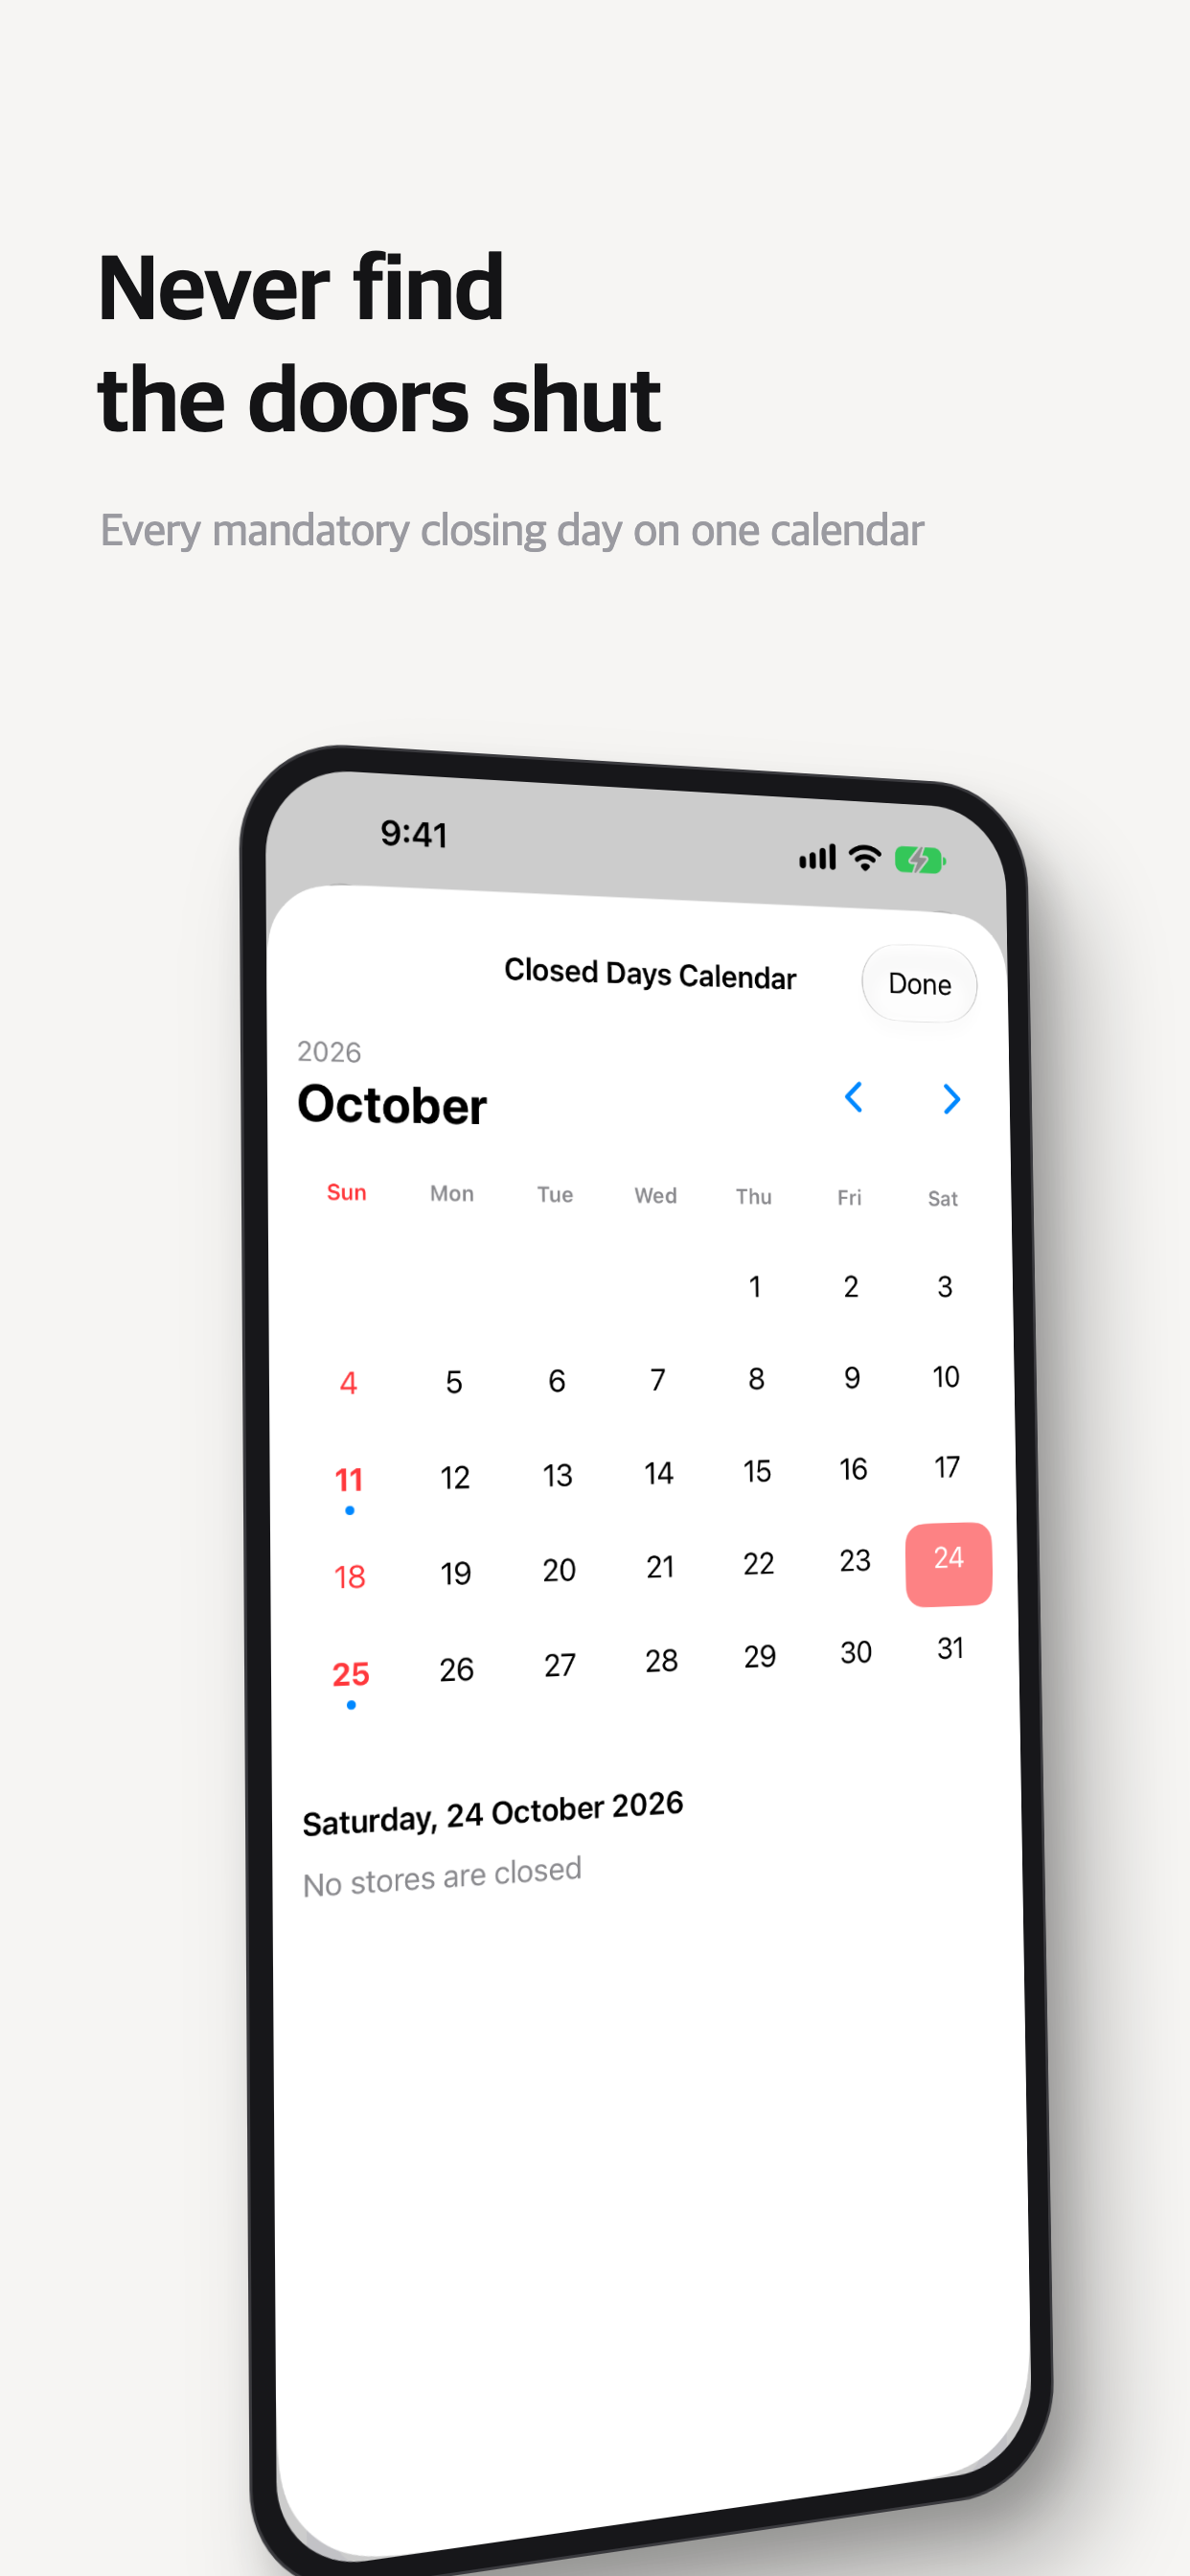 Never find
the doors shut
Every mandatory closing day on one calendar
9:41
Closed Days Calendar Done
2026
October
Sun Mon Tue Wed Thu Fri Sat
1 2 3
4 5 6 7 8 9 10
11 12 13 14 15 16 17
18 19 20 21 22 23 24
25 26 27 28 29 30 31
Saturday, 24 October 2026
No stores are closed